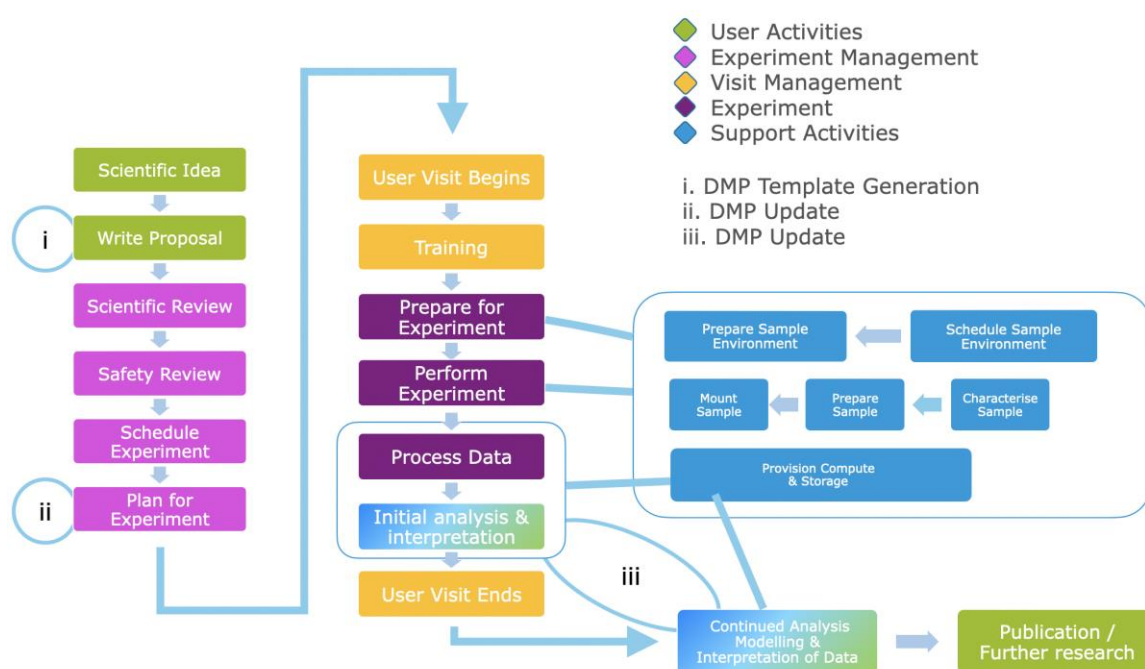 User Activities
Experiment Management
Visit Management
Experiment
Support Activities
i. DMP Template Generation
ii. DMP Update
iii. DMP Update
Scientific Idea
i
Write Proposal
Scientific Review
Safety Review
Schedule
Experiment
ii
Plan for
Experiment
User Visit Begins
Training
Prepare for
Experiment
Perform
Experiment
Process Data
Initial analysis &
interpretation
User Visit Ends
Prepare Sample
Environment
Schedule Sample
Environment
Mount
Sample
Prepare
Sample
Characterise
Sample
Provision Compute
& Storage
iii
Continued Analysis
Modelling &
Interpretation of Data
Publication /
Further research